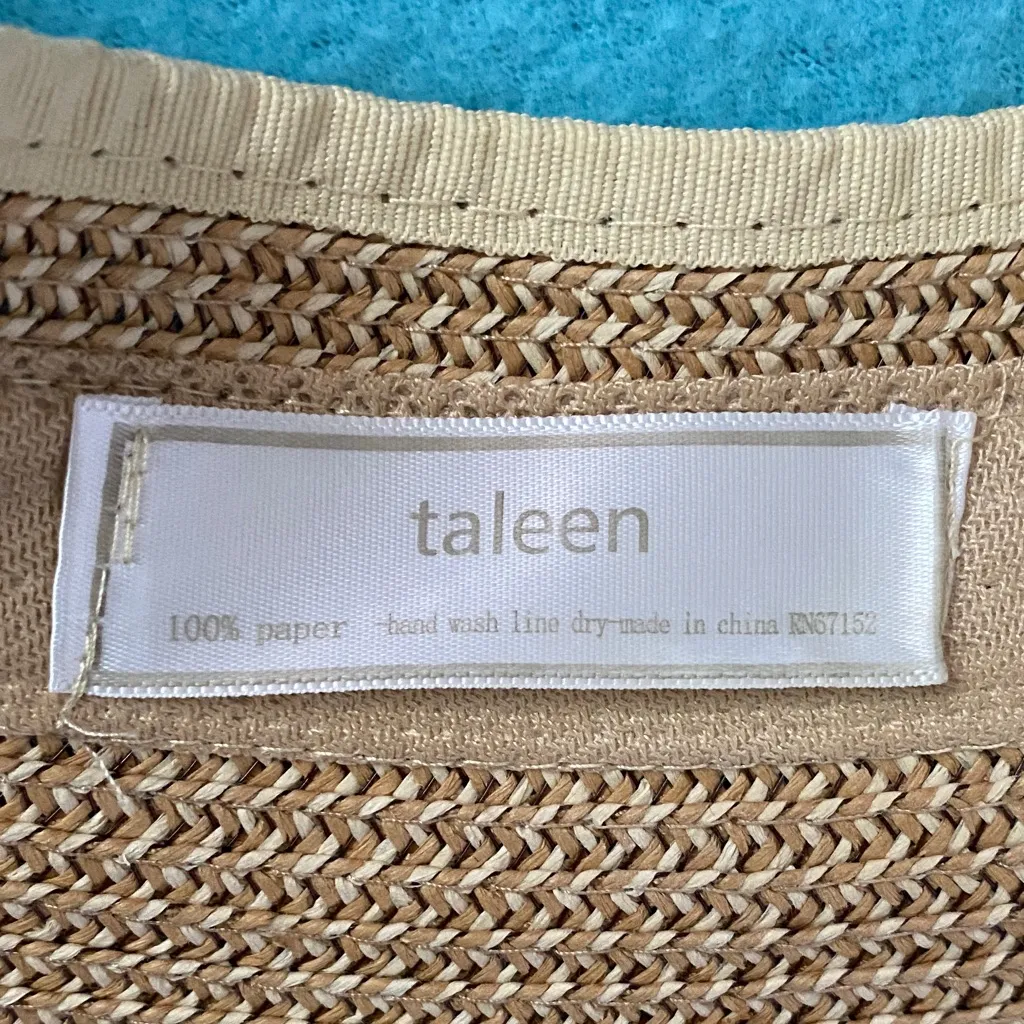 taleen
100% paper -hand wash line dry-made in china RN67152